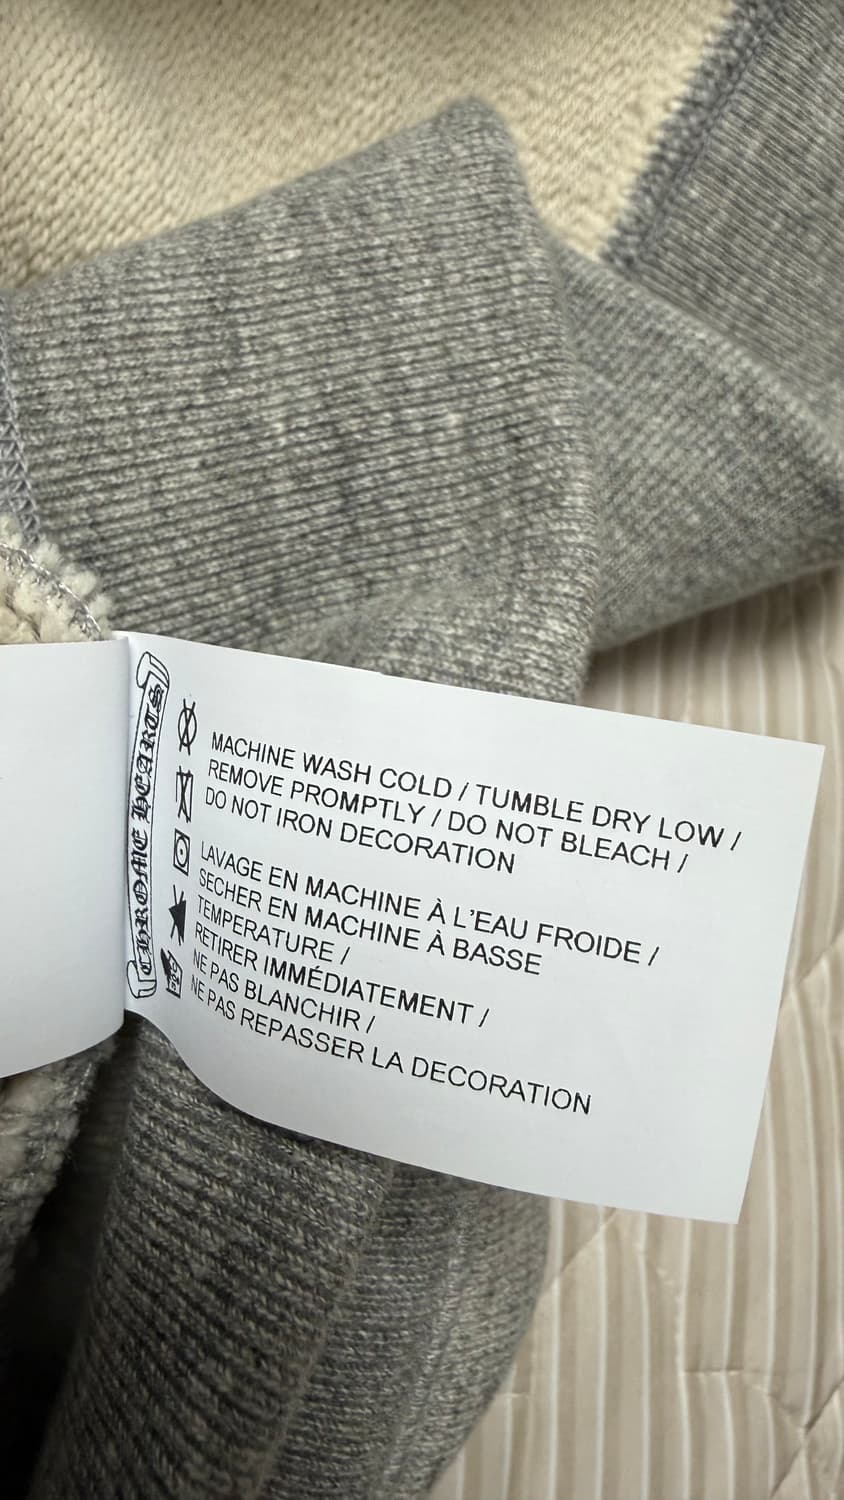 CHROME HEARTS
MACHINE WASH COLD / TUMBLE DRY LOW /
REMOVE PROMPTLY / DO NOT BLEACH /
DO NOT IRON DECORATION
LAVAGE EN MACHINE À L'EAU FROIDE /
SECHER EN MACHINE À BASSE
TEMPERATURE /
RETIRER IMMÉDIATEMENT /
NE PAS BLANCHIR /
NE PAS REPASSER LA DECORATION